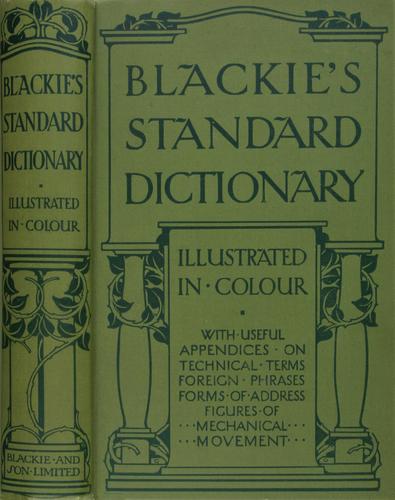 BLACKIE'S
STANDARD
DICTIONARY
·
ILLUSTRATED
IN·COLOUR
BLACKIE·AND
SON·LIMITED
BLACKIE'S
STANDARD
DICTIONARY
ILLUSTRATED
IN·COLOUR
·
WITH·USEFUL
APPENDICES·ON
TECHNICAL·TERMS
FOREIGN·PHRASES
FORMS·OF·ADDRESS
FIGURES·OF·
···MECHANICAL
···MOVEMENT···